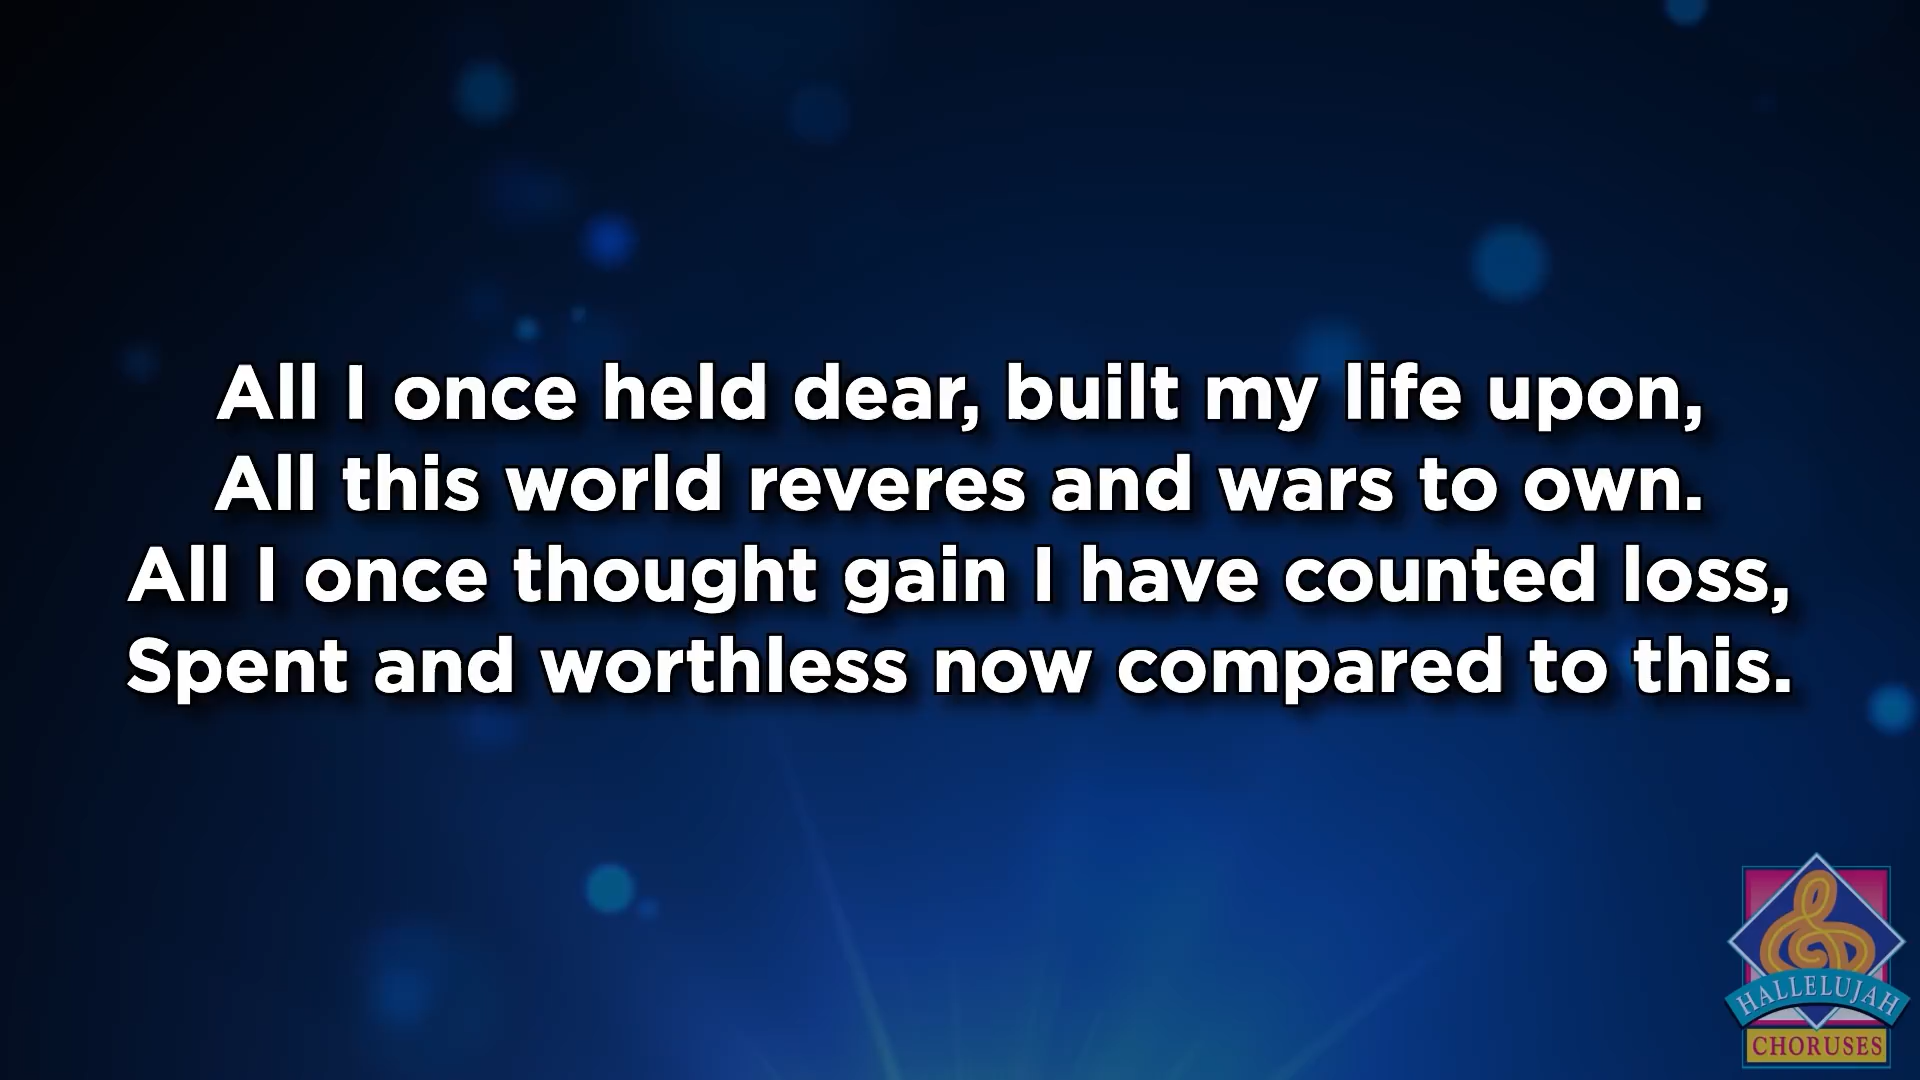 All I once held dear, built my life upon,
All this world reveres and wars to own.
All I once thought gain I have counted loss,
Spent and worthless now compared to this.
HALLELUJAH
CHORUSES